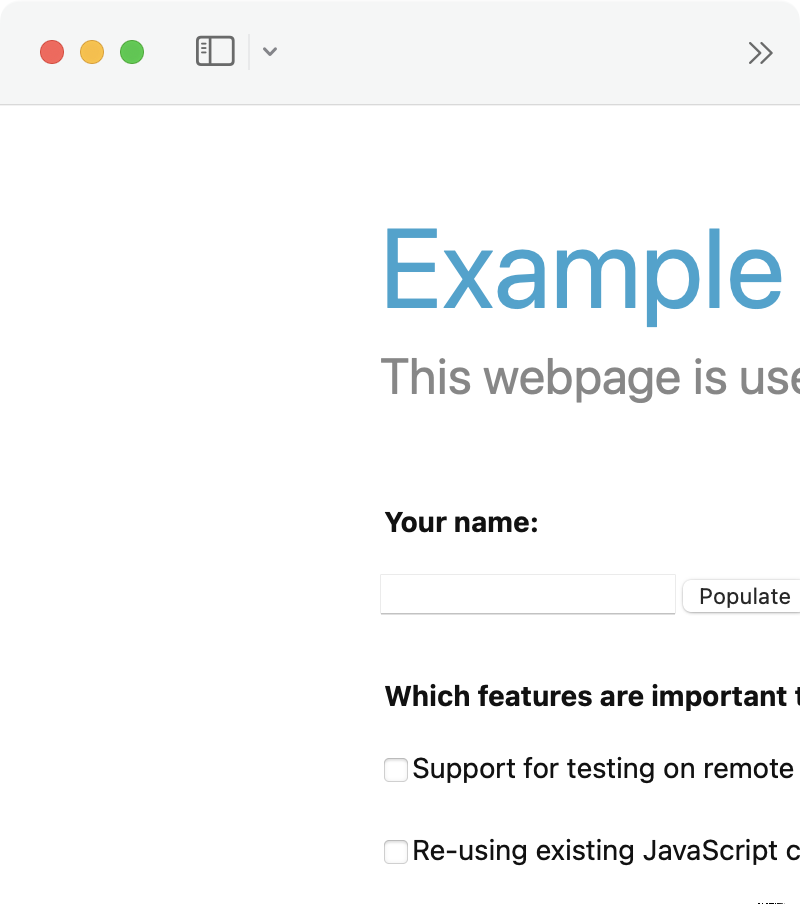 Example
This webpage is use
Your name:
Populate
Which features are important t
Support for testing on remote
Re-using existing JavaScript c